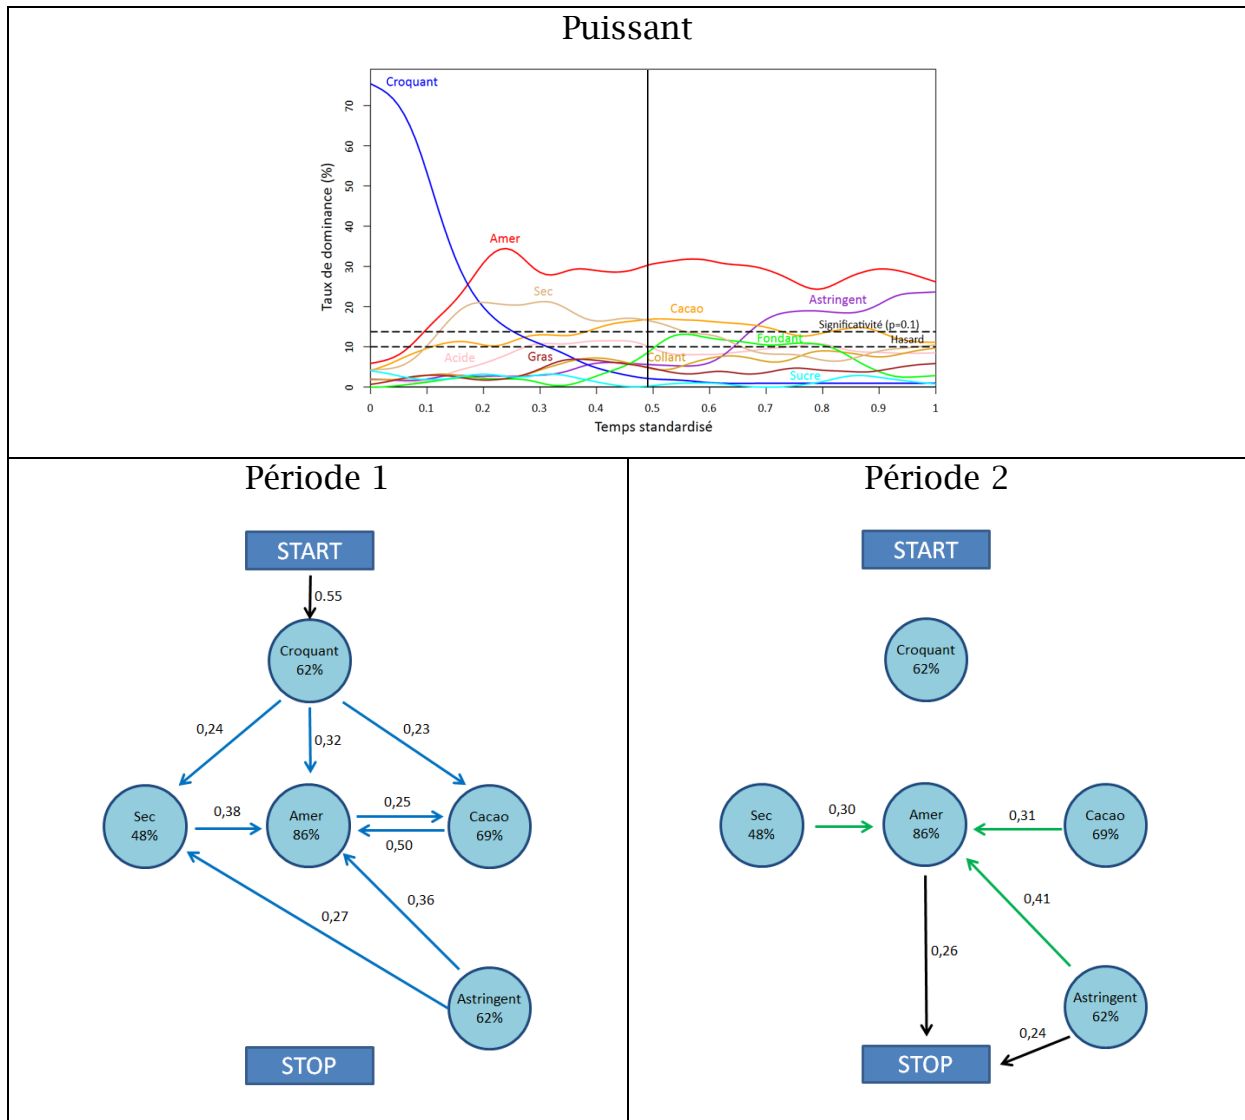 Puissant
Croquant
Amer
Sec
Cacao
Astringent
Significativité (p=0.1)
Hasard
Fondant
Acide
Gras
Collant
Sucre
Taux de dominance (%)
70
60
50
40
30
20
10
0
0 0.1 0.2 0.3 0.4 0.5 0.6 0.7 0.8 0.9 1
Temps standardisé
Période 1
START
0.55
Croquant
62%
0,24
0,32
0,23
Sec
48%
0,38
Amer
86%
0,25
0,50
Cacao
69%
0,27
0,36
Astringent
62%
STOP
Période 2
START
Croquant
62%
Sec
48%
0,30
Amer
86%
0,31
Cacao
69%
0,41
0,26
Astringent
62%
0,24
STOP